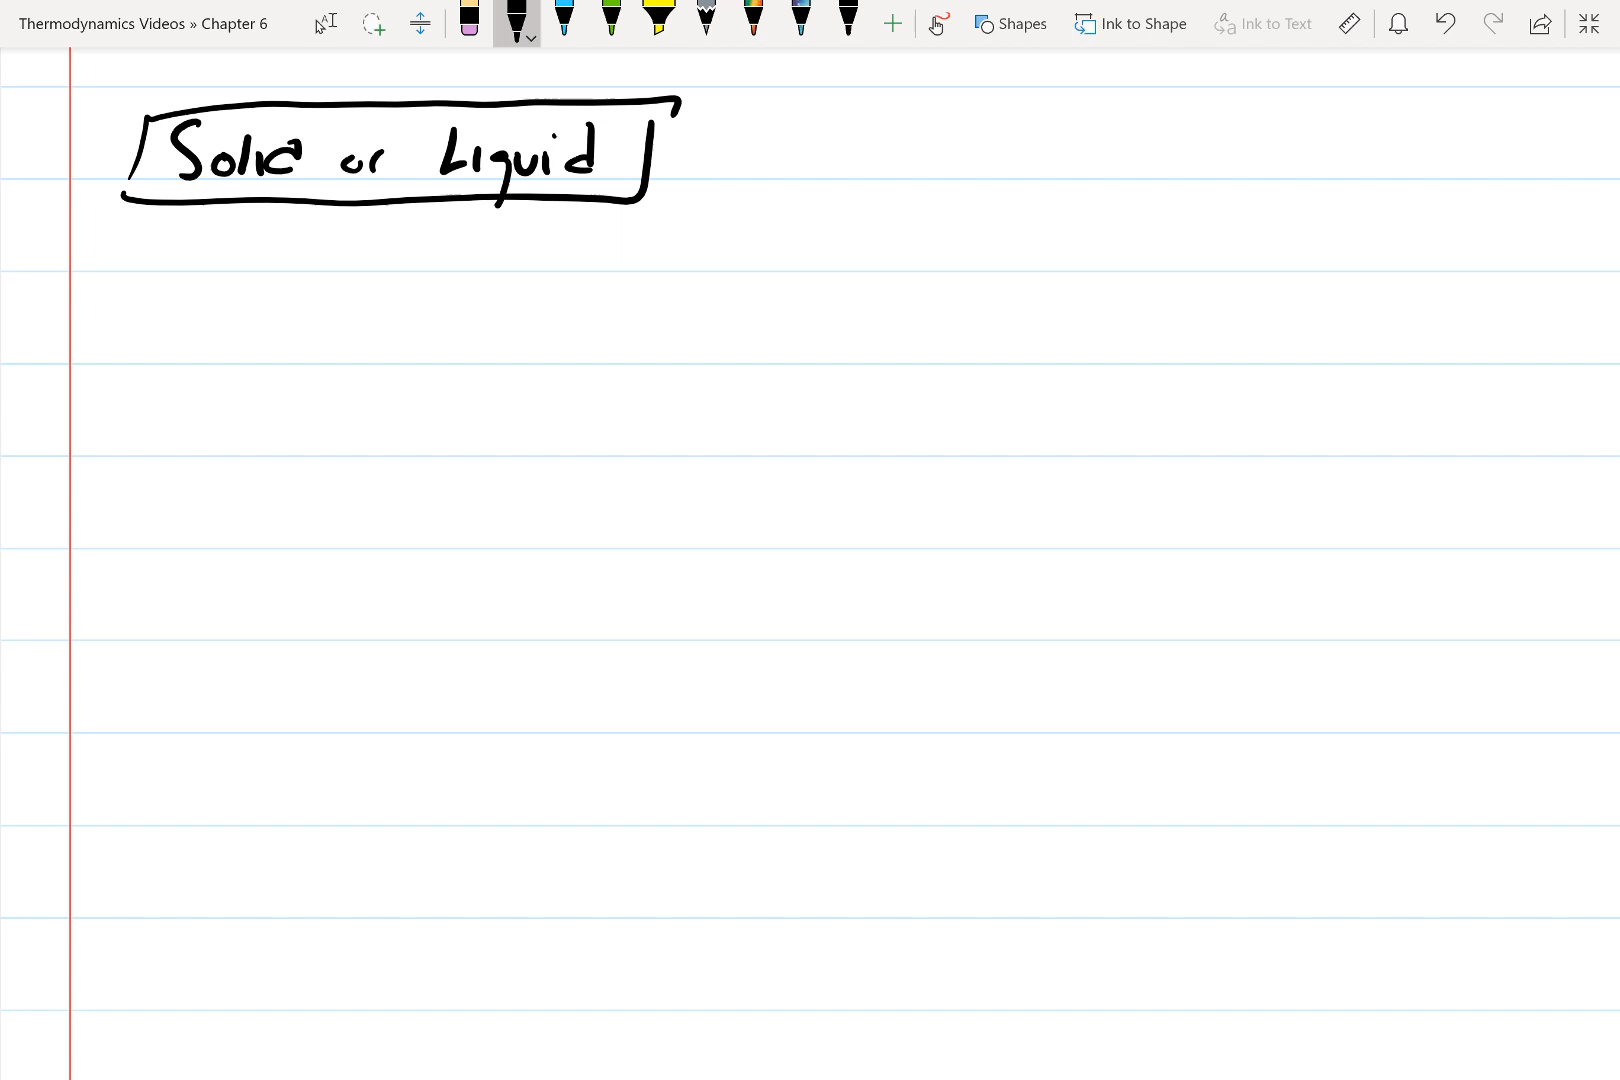 Thermodynamics Videos » Chapter 6
Shapes
Ink to Shape
Ink to Text
Solid or Liquid